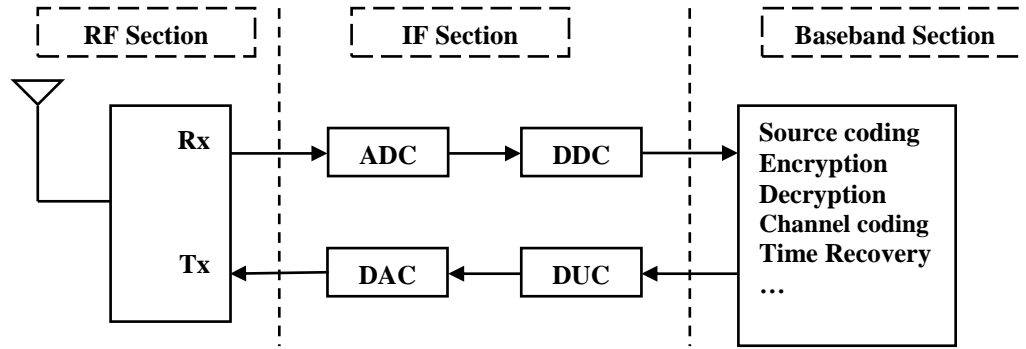 RF Section
IF Section
Baseband Section
Rx
ADC
DDC
Source coding
Encryption
Decryption
Channel coding
Time Recovery
…
Tx
DAC
DUC